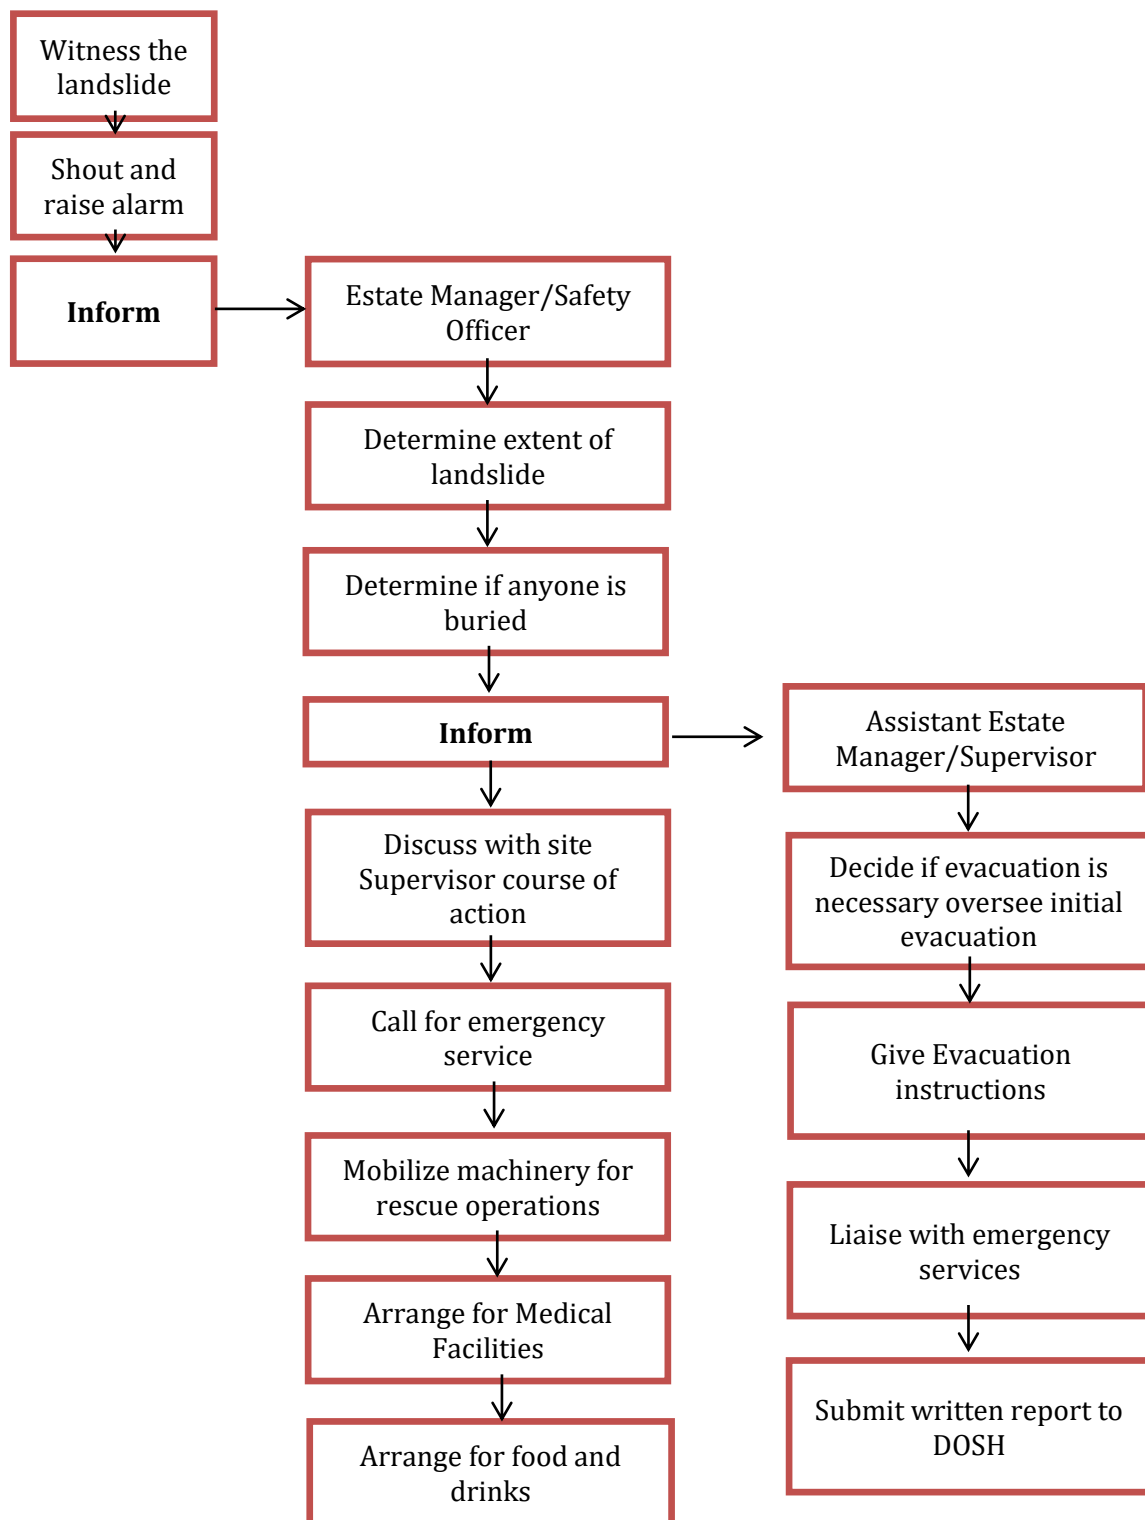 Witness the
landslide
Shout and
raise alarm
Inform
Estate Manager/Safety
Officer
Determine extent of
landslide
Determine if anyone is
buried
Inform
Discuss with site
Supervisor course of
action
Call for emergency
service
Mobilize machinery for
rescue operations
Arrange for Medical
Facilities
Arrange for food and
drinks
Assistant Estate
Manager/Supervisor
Decide if evacuation is
necessary oversee initial
evacuation
Give Evacuation
instructions
Liaise with emergency
services
Submit written report to
DOSH